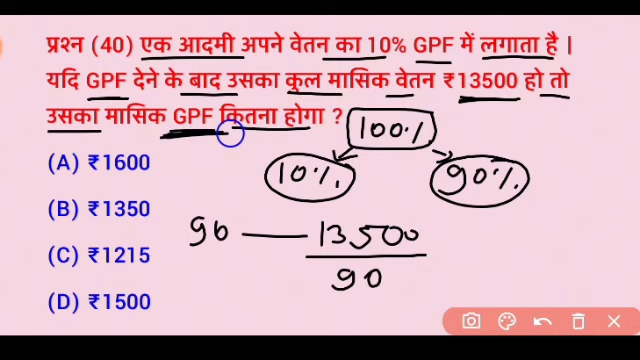 प्रश्न (40) एक आदमी अपने वेतन का 10% GPF में लगाता है |
यदि GPF देने के बाद उसका कुल मासिक वेतन ₹13500 हो तो
उसका मासिक GPF कितना होगा ?
100%
(A) ₹1600
10%
90%
(B) ₹1350
90 — 13500
90
(C) ₹1215
(D) ₹1500